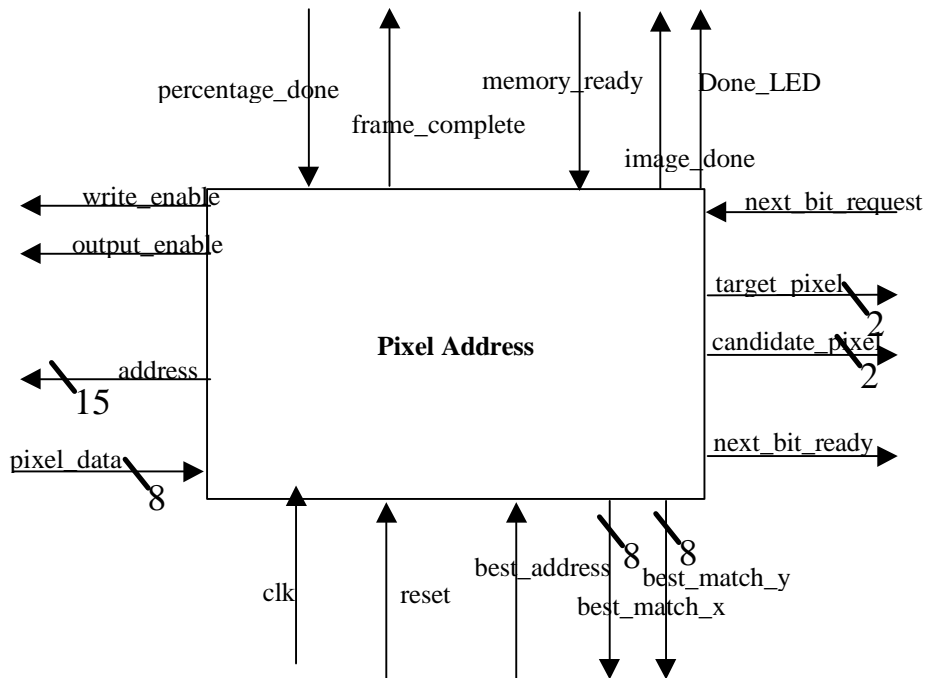 percentage_done
memory_ready
Done_LED
frame_complete
image_done
write_enable
next_bit_request
output_enable
target_pixel
2
Pixel Address
candidate_pixel
2
address
15
next_bit_ready
pixel_data
8
8
8
best_address
best_match_y
clk
reset
best_match_x